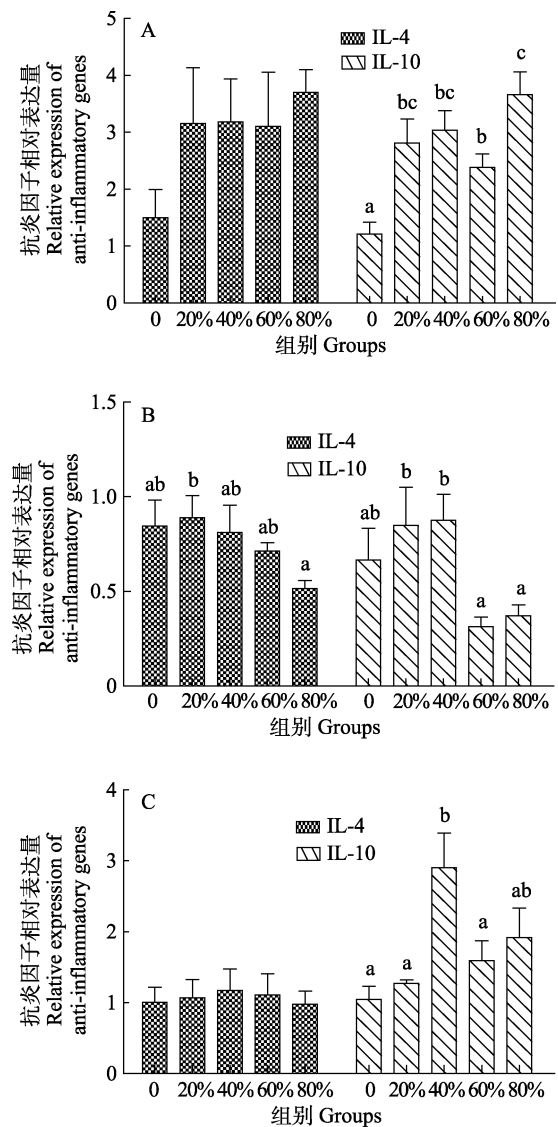 A
抗炎因子相对表达量
Relative expression of
anti-inflammatory genes
5
4
3
2
1
0
IL-4
IL-10
a
bc
bc
b
c
0 20% 40% 60% 80% 0 20% 40% 60% 80%
组别 Groups
B
抗炎因子相对表达量
Relative expression of
anti-inflammatory genes
1.5
1.0
0.5
0
IL-4
IL-10
ab
b
ab
ab
a
ab
b
b
a
a
0 20% 40% 60% 80% 0 20% 40% 60% 80%
组别 Groups
C
抗炎因子相对表达量
Relative expression of
anti-inflammatory genes
4
3
2
1
0
IL-4
IL-10
a
a
b
a
ab
0 20% 40% 60% 80% 0 20% 40% 60% 80%
组别 Groups